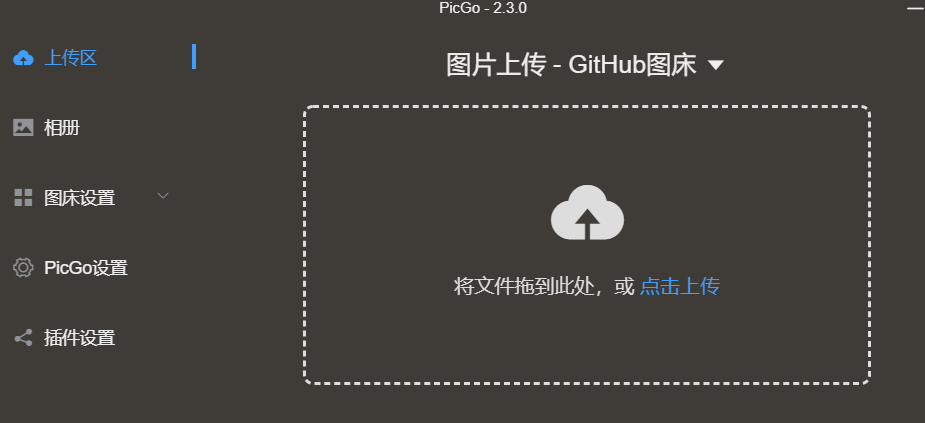 PicGo - 2.3.0
上传区
相册
图床设置
PicGo设置
插件设置
图片上传 - GitHub图床
将文件拖到此处，或 点击上传